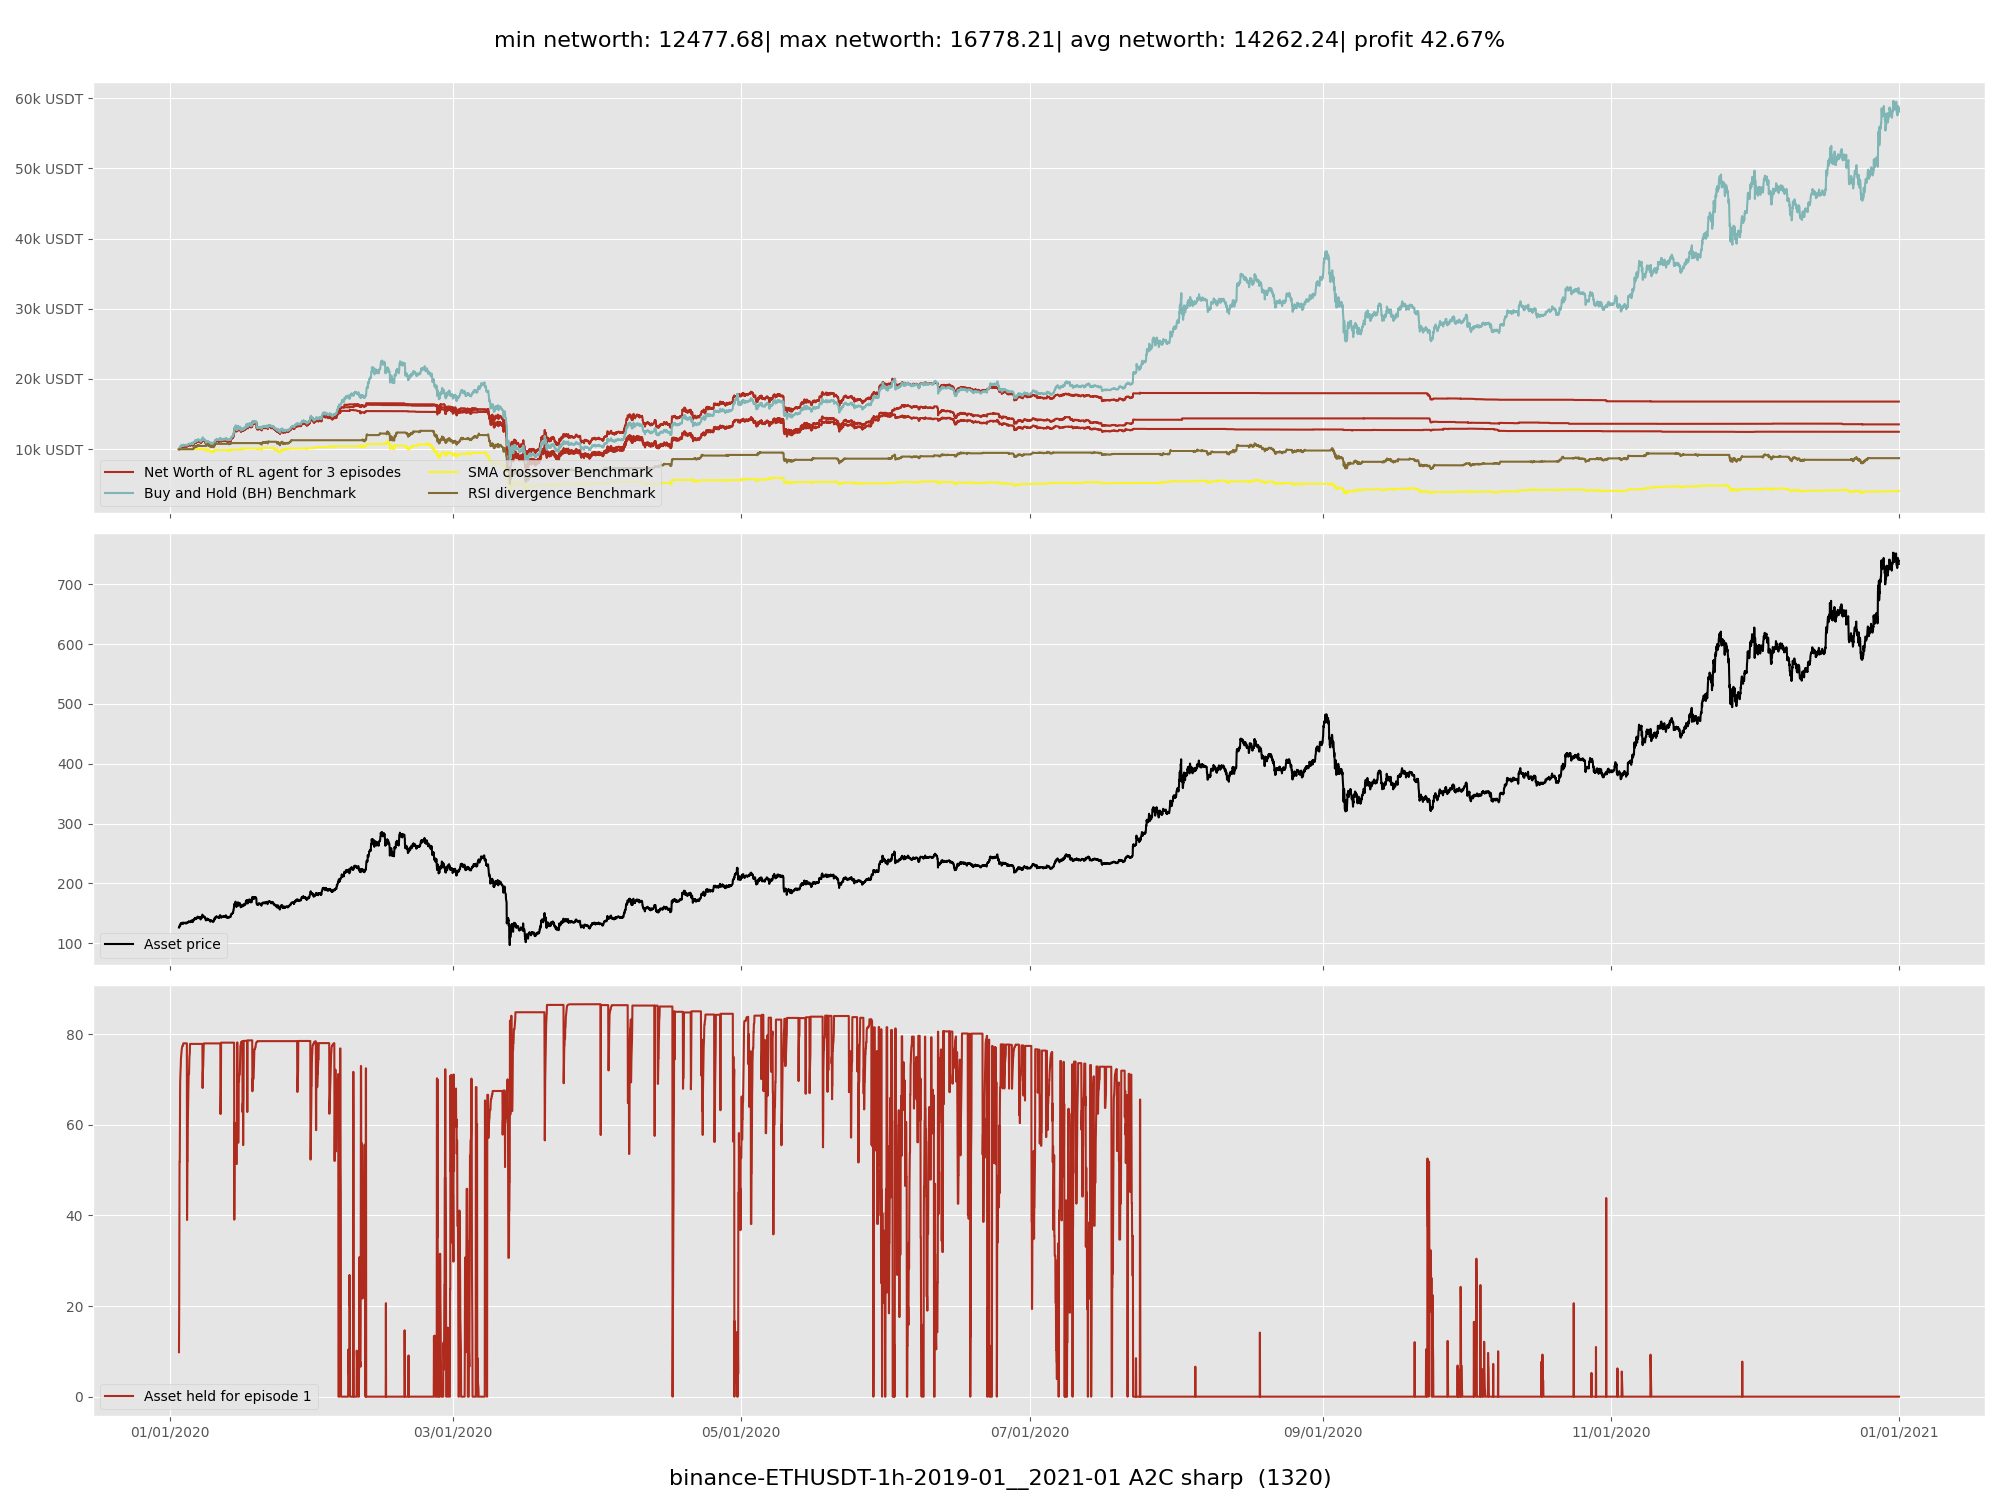 min networth: 12477.68| max networth: 16778.21| avg networth: 14262.24| profit 42.67%
60k USDT
50k USDT
40k USDT
30k USDT
20k USDT
10k USDT
Net Worth of RL agent for 3 episodes
Buy and Hold (BH) Benchmark
SMA crossover Benchmark
RSI divergence Benchmark
700
600
500
400
300
200
100
Asset price
80
60
40
20
0
Asset held for episode 1
01/01/2020
03/01/2020
05/01/2020
07/01/2020
09/01/2020
11/01/2020
01/01/2021
binance-ETHUSDT-1h-2019-01__2021-01 A2C sharp  (1320)